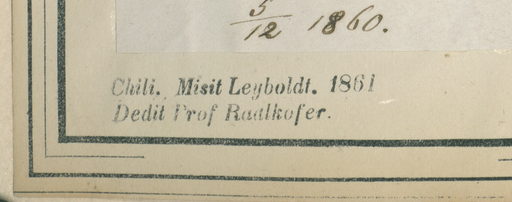 5/12 1860.
Chili. Misit Leyboldt. 1861
Dedit Prof Radlkofer.